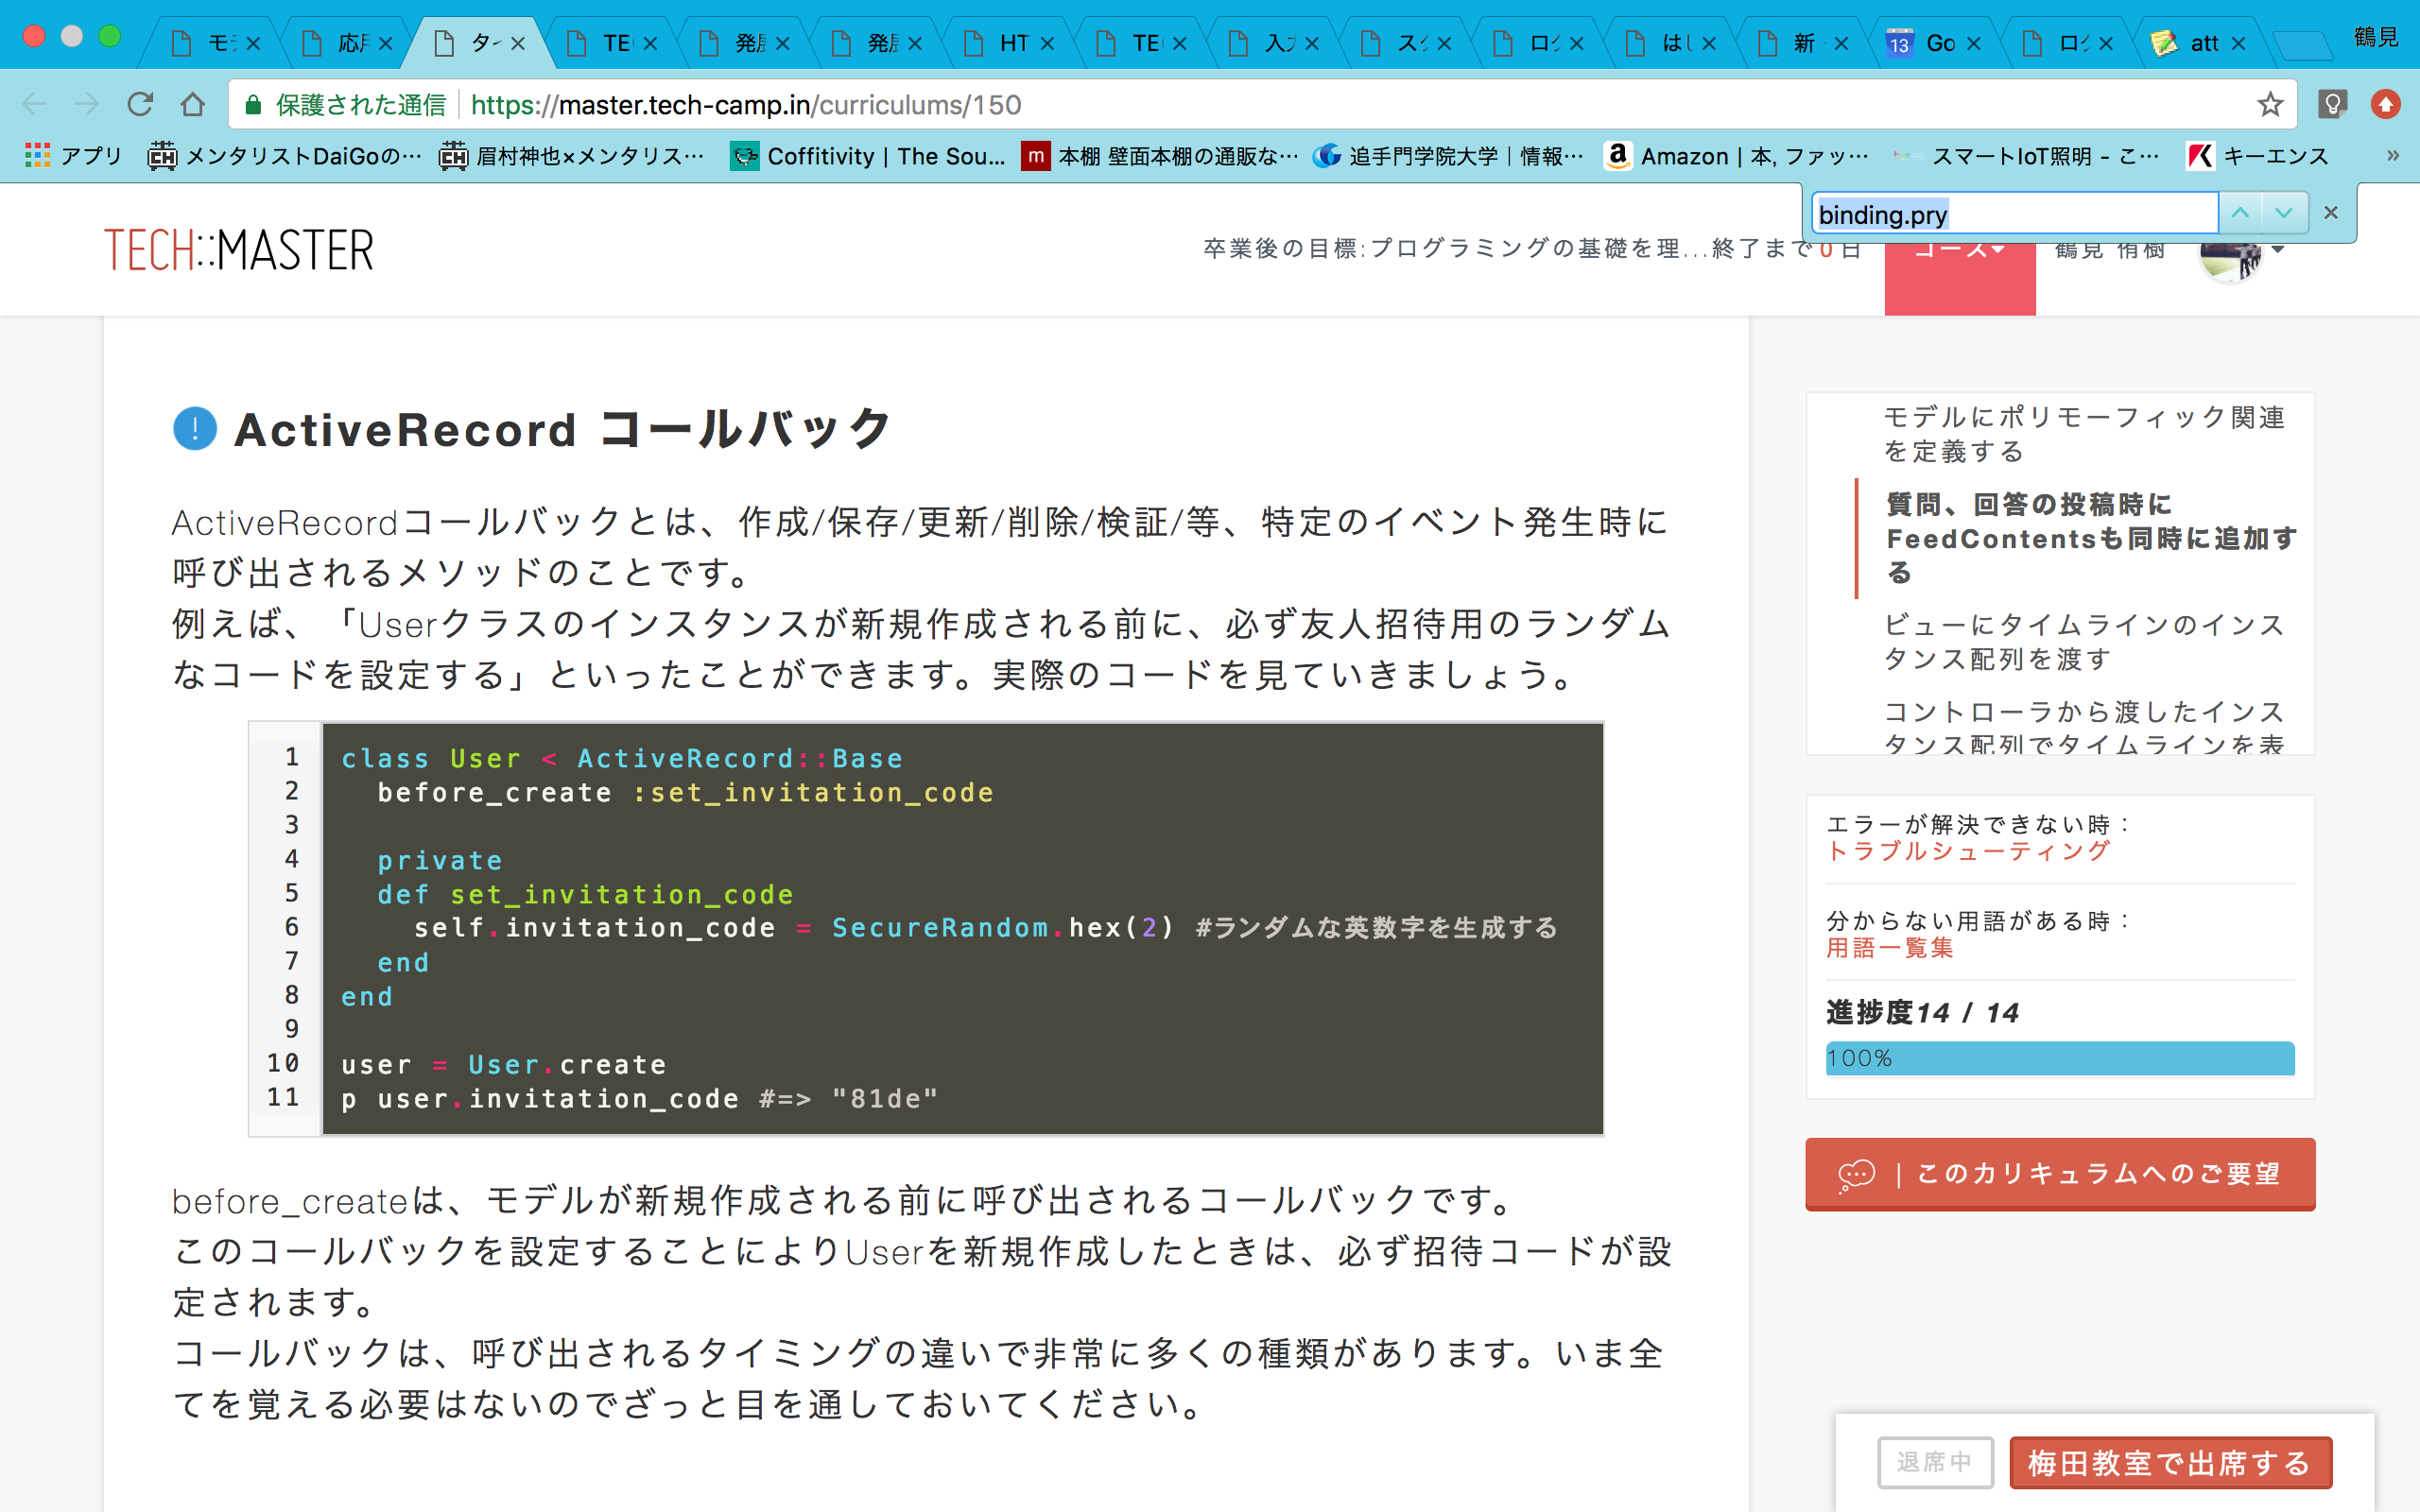 モデ
応用
ター
TE
発展
発展
HT
TE
入力
スク
ログ
はじ
新
13 Go
ログ
att
鶴見
保護された通信 https://master.tech-camp.in/curriculums/150
アプリ
メンタリストDaiGoの…
眉村神也×メンタリス…
Coffitivity | The Sou...
m 本棚 壁面本棚の通販な…
追手門学院大学｜情報…
Amazon | 本, ファッ…
スマートIoT照明 - こ…
キーエンス
»
binding.pry
TECH::MASTER
卒業後の目標:プログラミングの基礎を理...終了まで0日
コース
鶴見 侑樹
ActiveRecord コールバック
ActiveRecordコールバックとは、作成/保存/更新/削除/検証/等、特定のイベント発生時に
呼び出されるメソッドのことです。
例えば、「Userクラスのインスタンスが新規作成される前に、必ず友人招待用のランダム
なコードを設定する」といったことができます。実際のコードを見ていきましょう。
1 class User < ActiveRecord::Base
2   before_create :set_invitation_code
3
4   private
5   def set_invitation_code
6     self.invitation_code = SecureRandom.hex(2) #ランダムな英数字を生成する
7   end
8 end
9
10 user = User.create
11 p user.invitation_code #=> "81de"
before_createは、モデルが新規作成される前に呼び出されるコールバックです。
このコールバックを設定することによりUserを新規作成したときは、必ず招待コードが設
定されます。
コールバックは、呼び出されるタイミングの違いで非常に多くの種類があります。いま全
てを覚える必要はないのでざっと目を通しておいてください。
モデルにポリモーフィック関連
を定義する
質問、回答の投稿時に
FeedContentsも同時に追加す
る
ビューにタイムラインのインス
タンス配列を渡す
コントローラから渡したインス
タンス配列でタイムラインを表
エラーが解決できない時：
トラブルシューティング
分からない用語がある時：
用語一覧集
進捗度14 / 14
100%
| このカリキュラムへのご要望
退席中
梅田教室で出席する